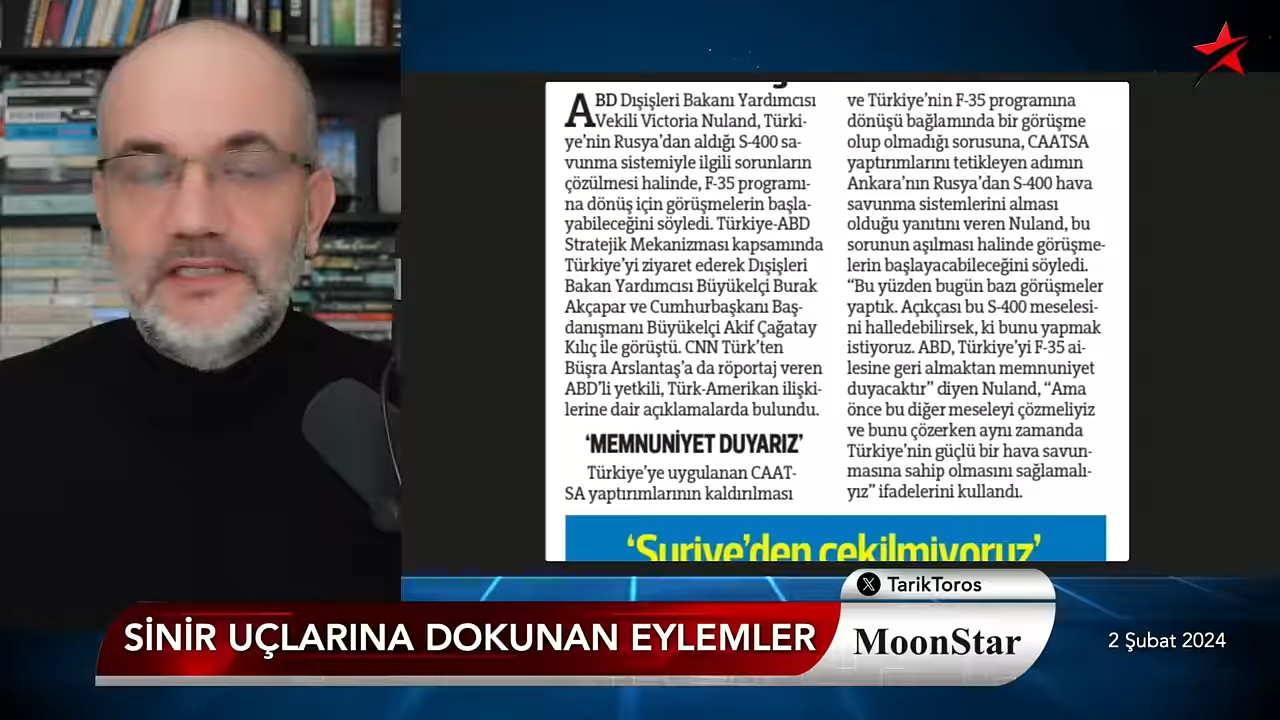 ABD Dışişleri Bakanı Yardımcısı
Vekili Victoria Nuland, Türki-
ye'nin Rusya'dan aldığı S-400 sa-
vunma sistemiyle ilgili sorunların
çözülmesi halinde, F-35 programı-
na dönüş için görüşmelerin başla-
yabileceğini söyledi. Türkiye-ABD
Stratejik Mekanizması kapsamında
Türkiye'yi ziyaret ederek Dışişleri
Bakan Yardımcısı Büyükelçi Burak
Akçapar ve Cumhurbaşkanı Baş-
danışmanı Büyükelçi Akif Çağatay
Kılıç ile görüştü. CNN Türk'ten
Büşra Arslantaş'a da röportaj veren
ABD'li yetkili, Türk-Amerikan ilişki-
lerine dair açıklamalarda bulundu.
'MEMNUNİYET DUYARIZ'
Türkiye'ye uygulanan CAAT-
SA yaptırımlarının kaldırılması
ve Türkiye'nin F-35 programına
dönüşü bağlamında bir görüşme
olup olmadığı sorusuna, CAATSA
yaptırımlarını tetikleyen adımın
Ankara'nın Rusya'dan S-400 hava
savunma sistemlerini alması
olduğu yanıtını veren Nuland, bu
sorunun aşılması halinde görüşme-
lerin başlayacabileceğini söyledi.
"Bu yüzden bugün bazı görüşmeler
yaptık. Açıkçası bu S-400 meselesi-
ni halledebilirsek, ki bunu yapmak
istiyoruz. ABD, Türkiye'yi F-35 ai-
lesine geri almaktan memnuniyet
duyacaktır" diyen Nuland, "Ama
önce bu diğer meseleyi çözmeliyiz
ve bunu çözerken aynı zamanda
Türkiye'nin güçlü bir hava savun-
masına sahip olmasını sağlamalı-
yız" ifadelerini kullandı.
'Suriye'den çekilmiyoruz'
TarikToros
SİNİR UÇLARINA DOKUNAN EYLEMLER
MoonStar
2 Şubat 2024